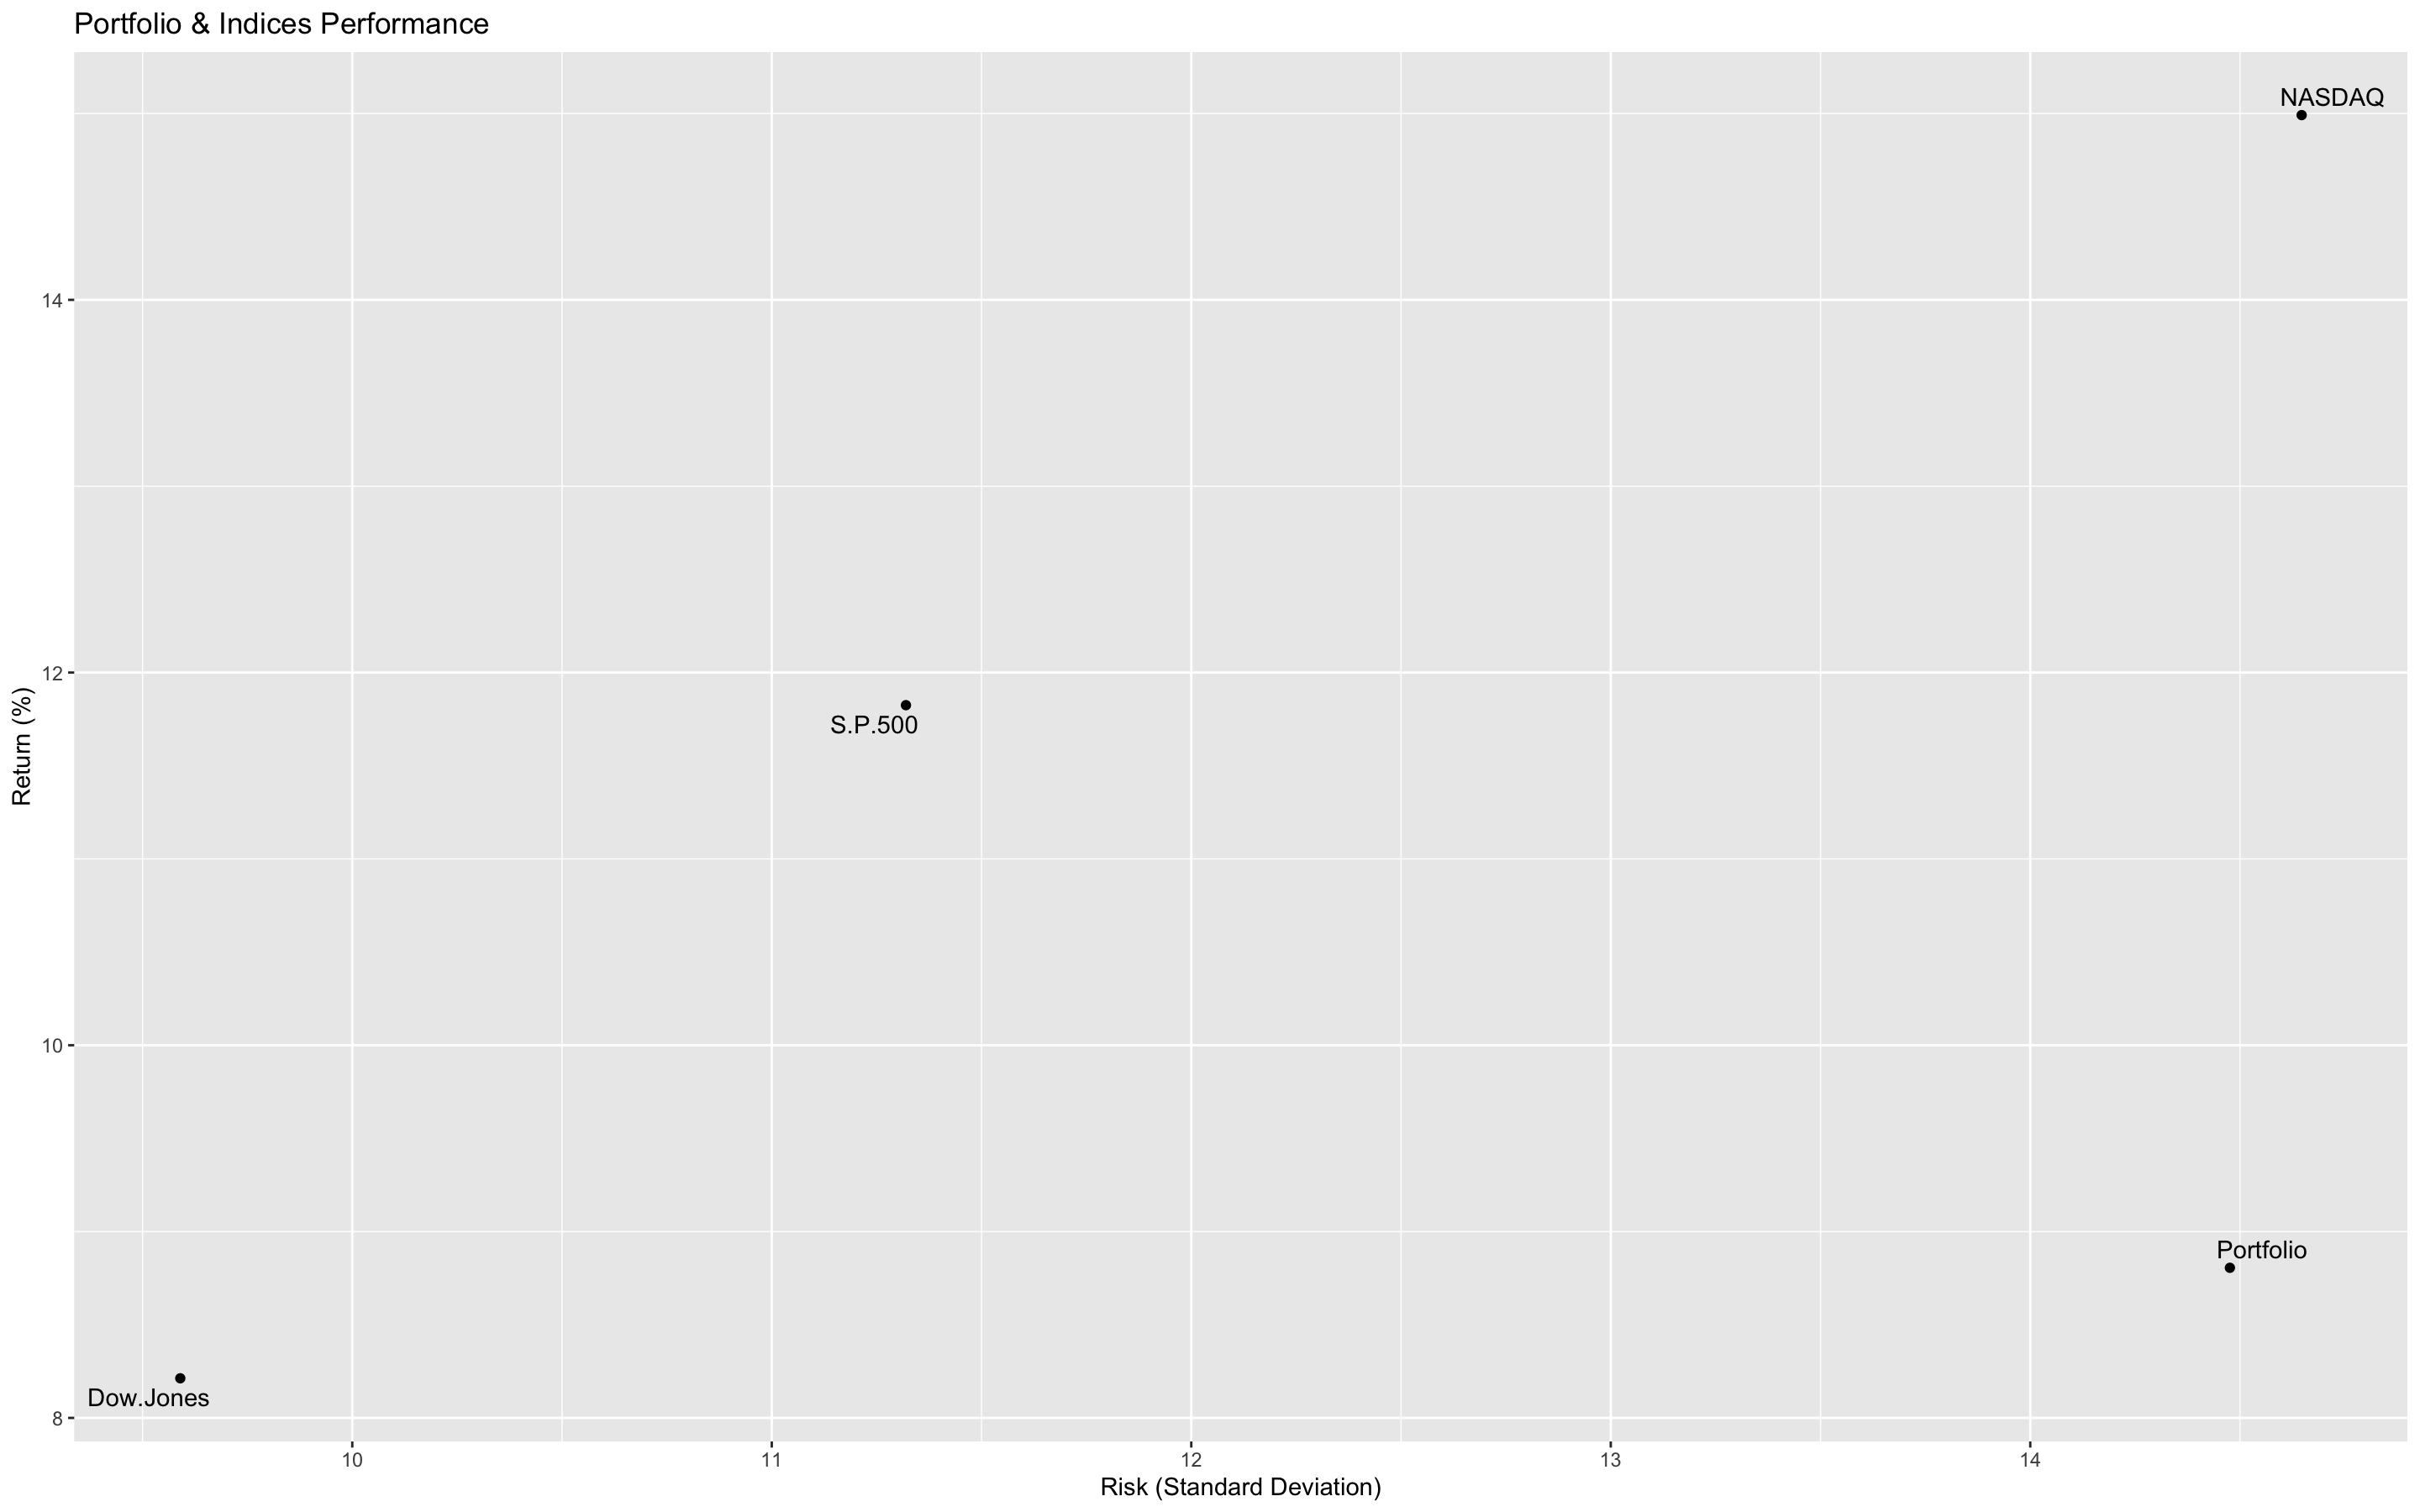 Portfolio & Indices Performance
NASDAQ
14
12
S.P.500
Return (%)
10
Portfolio
Dow.Jones
8
10 11 12 13 14
Risk (Standard Deviation)